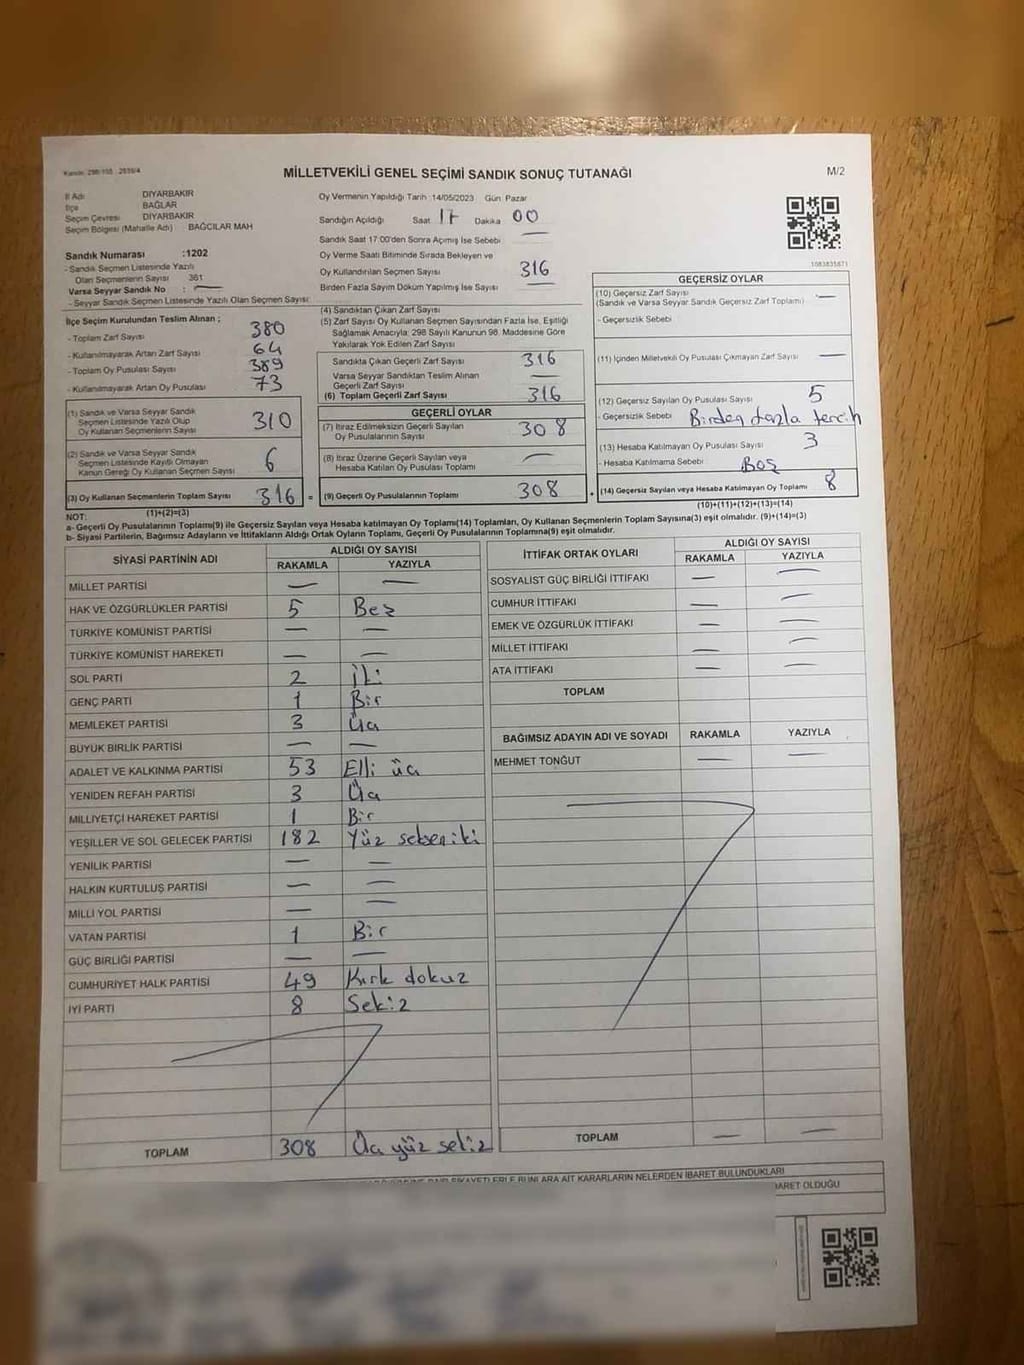 Kanun: 298/105 2839/4
MİLLETVEKİLİ GENEL SEÇİMİ SANDIK SONUÇ TUTANAĞI
M/2
İl Adı DİYARBAKIR
İlçe BAĞLAR
Seçim Çevresi DİYARBAKIR
Seçim Bölgesi (Mahalle Adı) BAĞCILAR MAH
Sandık Numarası :1202
- Sandık Seçmen Listesinde Yazılı
Olan Seçmenlerin Sayısı 361
Varsa Seyyar Sandık No : —
- Seyyar Sandık Seçmen Listesinde Yazılı Olan Seçmen Sayısı:
Oy Vermenin Yapıldığı Tarih 14/05/2023 Gün Pazar
Sandığın Açıldığı Saat 17 Dakika 00
Sandık Saat 17:00'den Sonra Açımış İse Sebebi —
Oy Verme Saati Bitiminde Sırada Bekleyen ve
Oy Kullandırılan Seçmen Sayısı 316
Birden Fazla Sayım Döküm Yapılmış İse Sayısı —
1083835671
İlçe Seçim Kurulundan Teslim Alınan ;
- Toplam Zarf Sayısı 380
- Kullanılmayarak Artan Zarf Sayısı 64
- Toplam Oy Pusulası Sayısı 389
- Kullanılmayarak Artan Oy Pusulası 73
(1) Sandık ve Varsa Seyyar Sandık
Seçmen Listesinde Yazılı Olup
Oy Kullanan Seçmenlerin Sayısı 310
(2) Sandık ve Varsa Seyyar Sandık
Seçmen Listesinde Kayıtlı Olmayan
Kanun Gereği Oy Kullanan Seçmen Sayısı 6
(3) Oy Kullanan Seçmenlerin Toplam Sayısı 316 =
(1)+(2)=(3)
(4) Sandıktan Çıkan Zarf Sayısı
(5) Zarf Sayısı Oy Kullanan Seçmen Sayısından Fazla İse, Eşitliği
Sağlamak Amacıyla; 298 Sayılı Kanunun 98. Maddesine Göre
Yakılarak Yok Edilen Zarf Sayısı
Sandıkta Çıkan Geçerli Zarf Sayısı 316
Varsa Seyyar Sandıktan Teslim Alınan
Geçerli Zarf Sayısı —
(6) Toplam Geçerli Zarf Sayısı 316
GEÇERLİ OYLAR
(7) İtiraz Edilmeksizin Geçerli Sayılan
Oy Pusulalarının Sayısı 308
(8) İtiraz Üzerine Geçerli Sayılan veya
Hesaba Katılan Oy Pusulası Toplamı —
(9) Geçerli Oy Pusulalarının Toplamı 308 +
GEÇERSİZ OYLAR
(10) Geçersiz Zarf Sayısı
(Sandık ve Varsa Seyyar Sandık Geçersiz Zarf Toplamı) —
- Geçersizlik Sebebi
(11) İçinden Milletvekili Oy Pusulası Çıkmayan Zarf Sayısı —
(12) Geçersiz Sayılan Oy Pusulası Sayısı 5
- Geçersizlik Sebebi Birden fazla tercih
(13) Hesaba Katılmayan Oy Pusulası Sayısı 3
- Hesaba Katılmama Sebebi Boş
(14) Geçersiz Sayılan veya Hesaba Katılmayan Oy Toplamı 8
(10)+(11)+(12)+(13)=(14)
NOT:
a- Geçerli Oy Pusulalarının Toplamı(9) ile Geçersiz Sayılan veya Hesaba katılmayan Oy Toplamı(14) Toplamları, Oy Kullanan Seçmenlerin Toplam Sayısına(3) eşit olmalıdır. (9)+(14)=(3)
b- Siyasi Partilerin, Bağımsız Adayların ve İttifakların Aldığı Ortak Oyların Toplamı, Geçerli Oy Pusulalarının Toplamına(9) eşit olmalıdır.
SİYASİ PARTİNİN ADI ALDIĞI OY SAYISI
RAKAMLA YAZIYLA
MİLLET PARTİSİ — —
HAK VE ÖZGÜRLÜKLER PARTİSİ 5 Beş
TÜRKİYE KOMÜNİST PARTİSİ — —
TÜRKİYE KOMÜNİST HAREKETİ — —
SOL PARTİ 2 İki
GENÇ PARTİ 1 Bir
MEMLEKET PARTİSİ 3 Üç
BÜYÜK BİRLİK PARTİSİ — —
ADALET VE KALKINMA PARTİSİ 53 Elli üç
YENİDEN REFAH PARTİSİ 3 Üç
MİLLİYETÇİ HAREKET PARTİSİ 1 Bir
YEŞİLLER VE SOL GELECEK PARTİSİ 182 Yüz sekseniki
YENİLİK PARTİSİ — —
HALKIN KURTULUŞ PARTİSİ — —
MİLLİ YOL PARTİSİ — —
VATAN PARTİSİ 1 Bir
GÜÇ BİRLİĞİ PARTİSİ — —
CUMHURİYET HALK PARTİSİ 49 Kırk dokuz
İYİ PARTİ 8 Sekiz
TOPLAM 308 Üç yüz sekiz
İTTİFAK ORTAK OYLARI ALDIĞI OY SAYISI
RAKAMLA YAZIYLA
SOSYALİST GÜÇ BİRLİĞİ İTTİFAKI — —
CUMHUR İTTİFAKI — —
EMEK VE ÖZGÜRLÜK İTTİFAKI — —
MİLLET İTTİFAKI — —
ATA İTTİFAKI — —
TOPLAM
BAĞIMSIZ ADAYIN ADI VE SOYADI RAKAMLA YAZIYLA
MEHMET TONĞUT — —
TOPLAM — —
ŞİKAYETLERLE BUNLARA AİT KARARLARIN NELERDEN İBARET BULUNDUKLARI
İBARET OLDUĞU